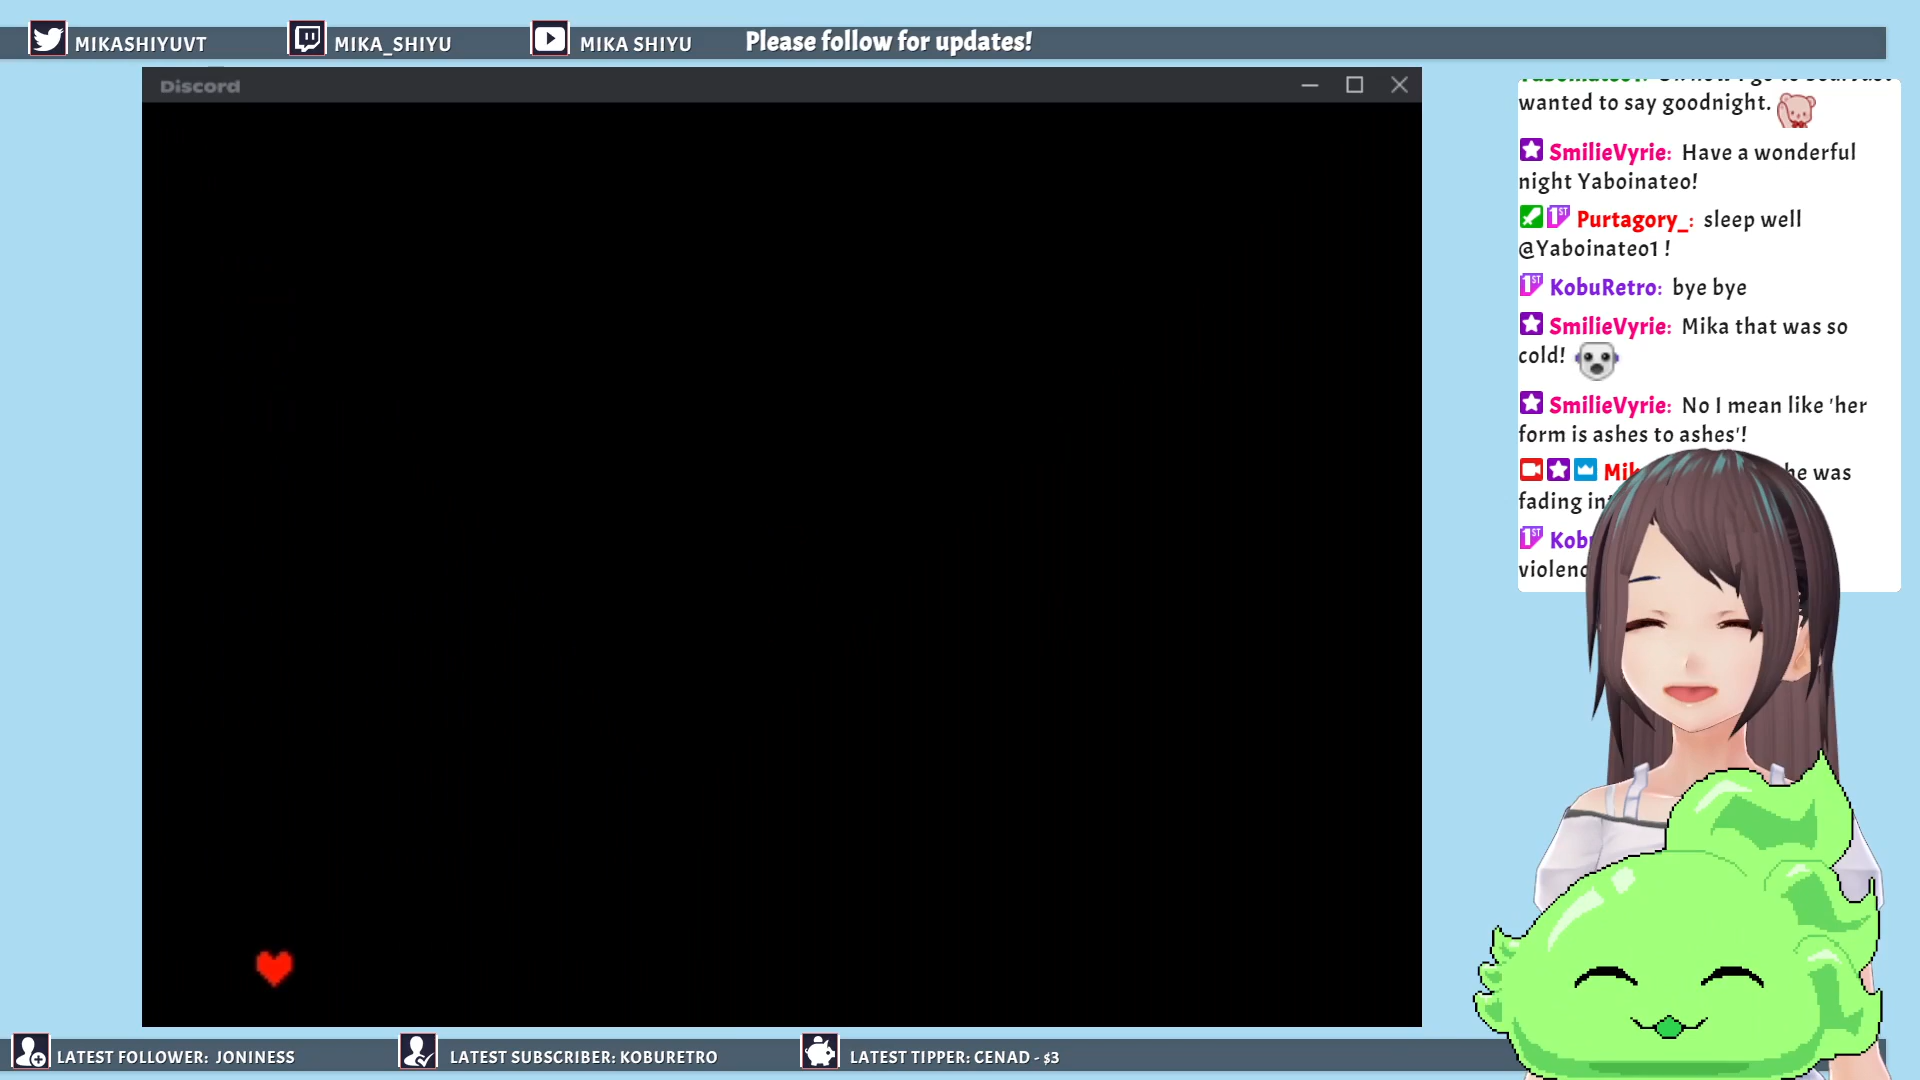 MIKASHIYUVT
MIKA_SHIYU
MIKA SHIYU
Please follow for updates!
Discord
wanted to say goodnight.
SmilieVyrie: Have a wonderful
night Yaboinateo!
Purtagory_: sleep well
@Yaboinateo1 !
KobuRetro: bye bye
SmilieVyrie: Mika that was so
cold!
SmilieVyrie: No I mean like 'her
form is ashes to ashes'!
he was
fading
LATEST FOLLOWER: JONINESS
LATEST SUBSCRIBER: KOBURETRO
LATEST TIPPER: CENAD - $3